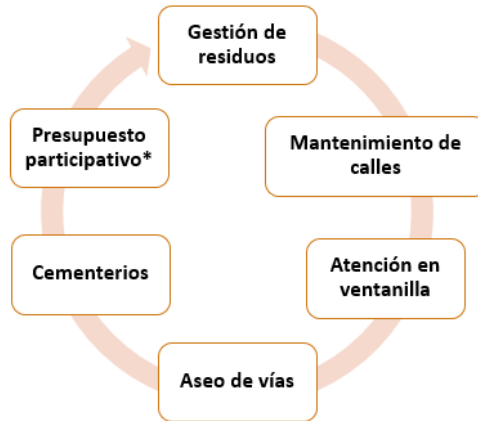 Gestión de
residuos
Mantenimiento de
calles
Atención en
ventanilla
Aseo de vías
Cementerios
Presupuesto
participativo*